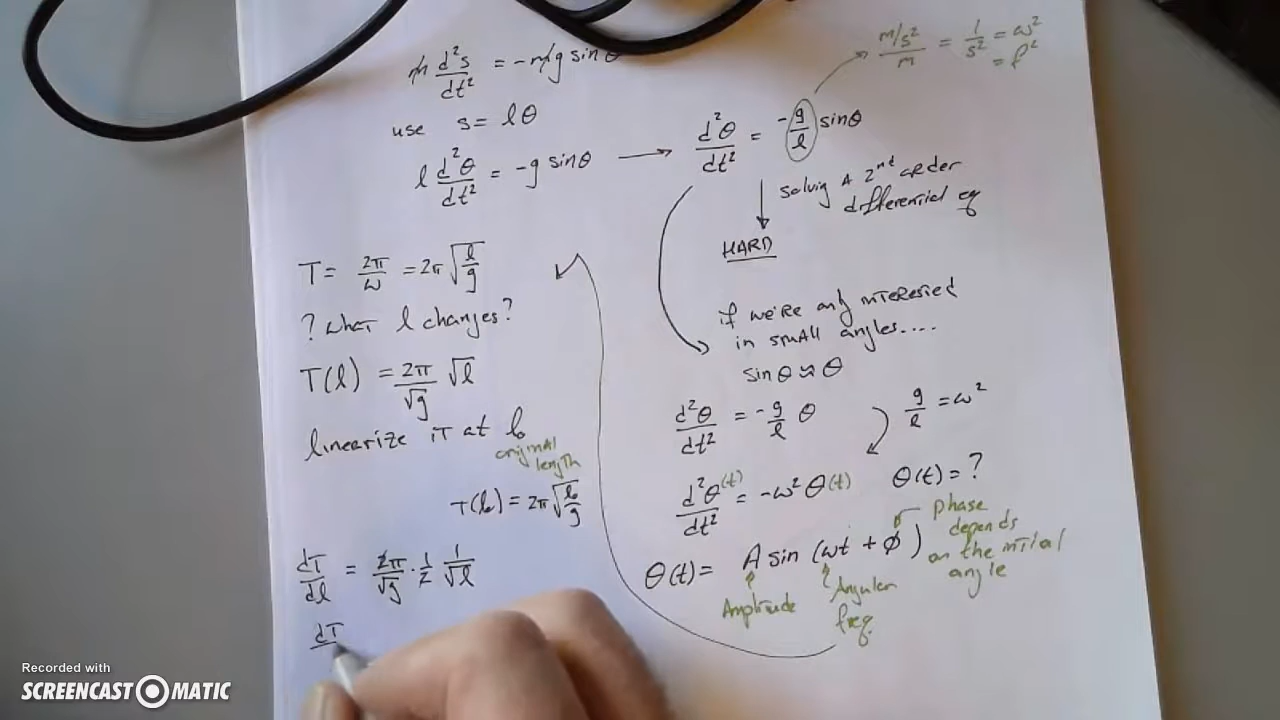 m d²s/dt² = -mg sinθ
use s = lθ
l d²θ/dt² = -g sinθ → d²θ/dt² = -g/l sinθ
m/s²/m = 1/s² = ω²
= f²
solving A 2nd order
differential eq
HARD
T = 2π/ω = 2π√(l/g)
? what l changes?
T(l) = 2π/√g √l
linearize it at l₀
original
length
T(l₀) = 2π√(l₀/g)
dT/dl = 2π/√g · 1/2 1/√l
dT
if we're only interested
in small angles....
sinθ ≈ θ
d²θ/dt² = -g/l θ
g/l = ω²
d²θ(t)/dt² = -ω² θ(t)
θ(t) = ?
θ(t) = A sin (ωt + ϕ)
Amplitude
Angular
freq.
phase
depends
on the initial
angle
Recorded with
SCREENCAST MATIC